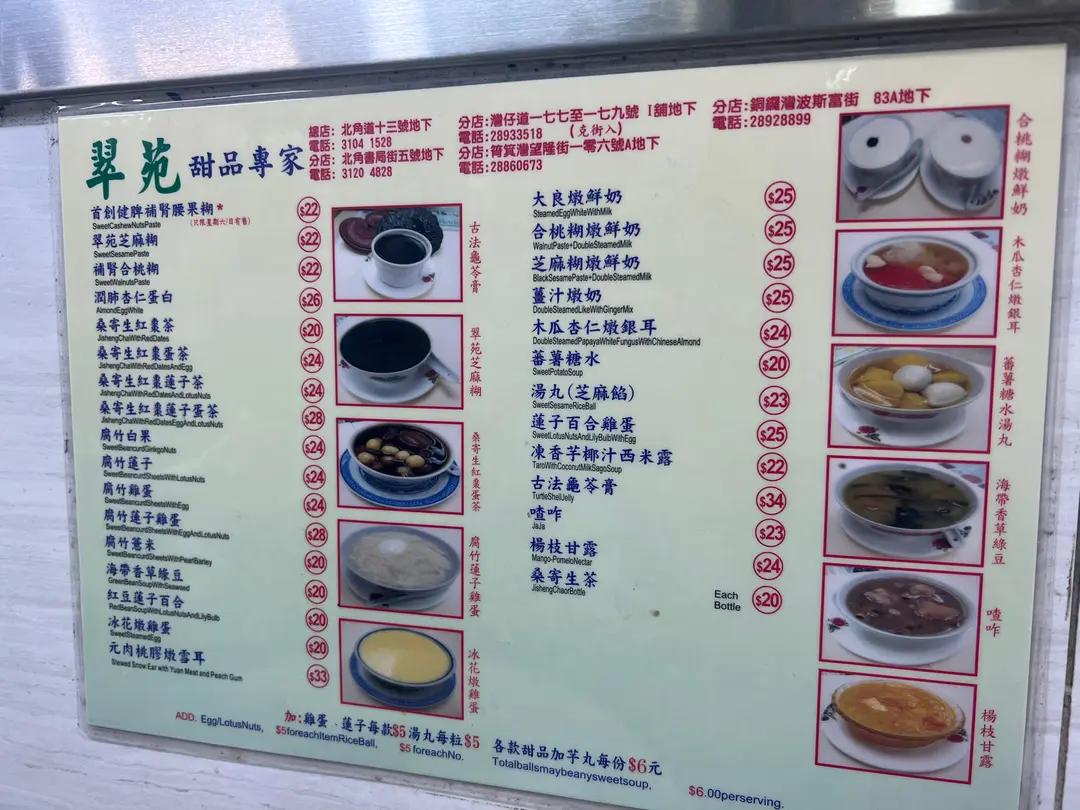 翠苑 甜品專家
總店: 北角道十三號地下
電話: 3104 1528
分店: 北角書局街五號地下
電話: 3120 4828
分店: 灣仔道一七七至一七九號 I舖地下
電話: 28933518 (克街入)
分店: 筲箕灣望隆街一零六號A地下
電話: 28860673
分店: 銅鑼灣波斯富街 83A地下
電話: 28928899
首創健脾補腎腰果糊* $22
SweetCashewNutsPaste (只限星期六/日有售)
翠苑芝麻糊 $22
SweetSesamePaste
補腎合桃糊 $22
SweetWalnutsPaste
潤肺杏仁蛋白 $26
AlmondEggWhite
桑寄生紅棗茶 $20
JishengChaWithRedDates
桑寄生紅棗蛋茶 $24
JishengChaWithRedDatesAndEgg
桑寄生紅棗蓮子茶 $24
JishengChaWithRedDatesAndLotusNuts
桑寄生紅棗蓮子蛋茶 $28
JishengChaWithRedDatesEggAndLotusNuts
腐竹白果 $24
SweetBeancurdGinkgoNuts
腐竹蓮子 $24
SweetBeancurdSheetsWithLotusNuts
腐竹雞蛋 $24
SweetBeancurdSheetsWithEgg
腐竹蓮子雞蛋 $28
SweetBeancurdSheetsWithEggAndLotusNuts
腐竹薏米 $20
SweetBeancurdSheetsWithPearlBarley
海帶香草綠豆 $20
GreenBeanSoupWithSeaweed
紅豆蓮子百合 $20
RedBeanSoupWithLotusNutsAndLilyBulb
冰花燉雞蛋 $20
SweetSteamedEgg
元肉桃膠燉雪耳 $33
Stewed Snow Ear with Yuan Meat and Peach Gum
古法龜苓膏
翠苑芝麻糊
桑寄生紅棗蛋茶
腐竹蓮子雞蛋
冰花燉雞蛋
大良燉鮮奶 $25
SteamedEggWhiteWithMilk
合桃糊燉鮮奶 $25
WalnutPaste+DoubleSteamedMilk
芝麻糊燉鮮奶 $25
BlackSesamePaste+DoubleSteamedMilk
薑汁燉奶 $25
DoubleSteamedLikeWithGingerMix
木瓜杏仁燉銀耳 $24
DoubleSteamedPapayaWhiteFungusWithChineseAlmond
蕃薯糖水 $20
SweetPotatoSoup
湯丸(芝麻餡) $23
SweetSesameRiceBall
蓮子百合雞蛋 $25
SweetLotusNutsAndLilyBulbWithEgg
凍香芋椰汁西米露 $22
TaroWithCoconutMilkSagoSoup
古法龜苓膏 $34
TurtleShellJelly
喳咋 $23
JaJa
楊枝甘露 $24
Mango-PomeloNectar
桑寄生茶 Each Bottle $20
JishengChaorBottle
合桃糊燉鮮奶
木瓜杏仁燉銀耳
蕃薯糖水湯丸
海帶香草綠豆
喳咋
楊枝甘露
加: 雞蛋、蓮子每款$5 湯丸每粒$5
ADD. Egg/LotusNuts, $5foreachItemRiceBall, $5 foreachNo.
各款甜品加芋丸每份$6元
Totalballsmaybeanysweetsoup, $6.00perserving.